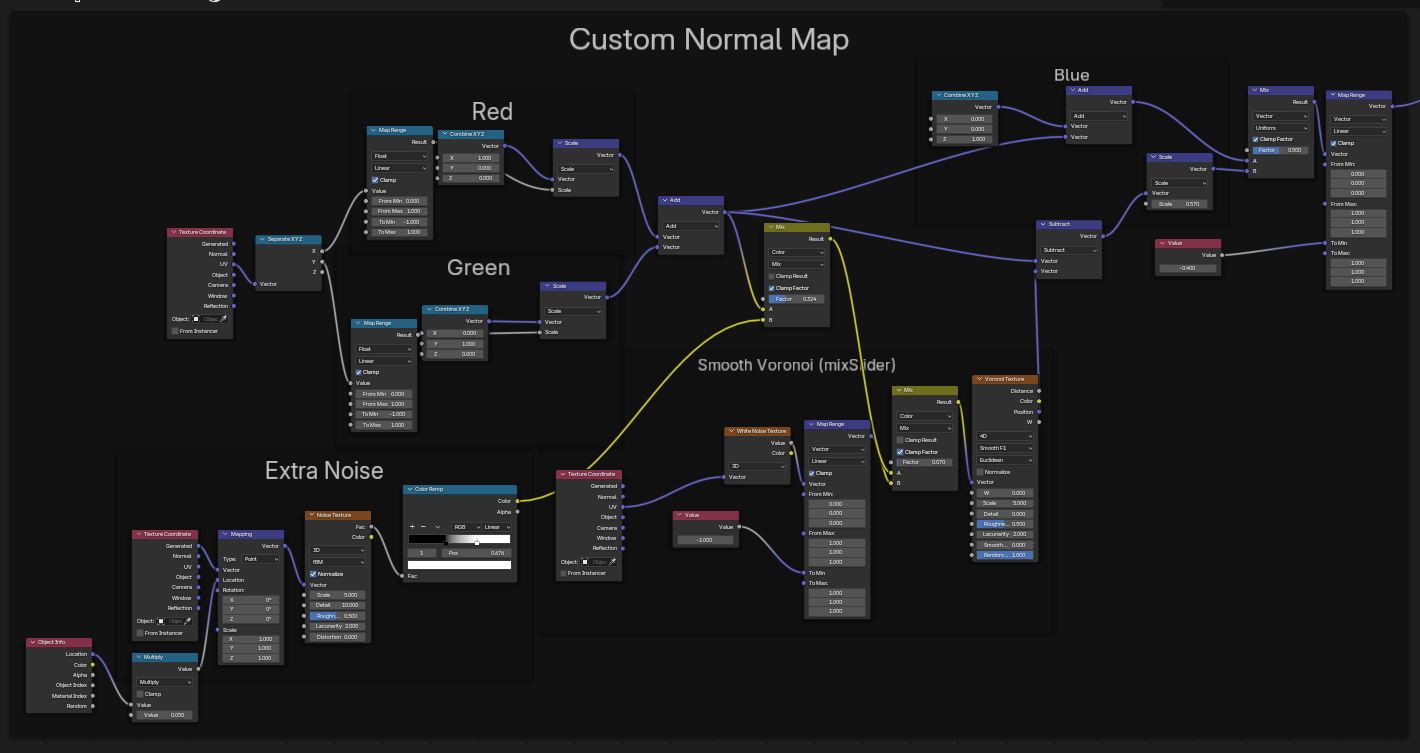 Custom Normal Map
Red
Map Range
Result
Float
Linear
Clamp
Value
From Min 0.000
From Max 1.000
To Min -1.000
To Max 1.000
Combine XYZ
Vector
X 1.000
Y 0.000
Z 0.000
Scale
Vector
Scale
Vector
Scale
Texture Coordinate
Generated
Normal
UV
Object
Camera
Window
Reflection
Object:
From Instancer
Separate XYZ
X
Y
Z
Vector
Green
Map Range
Result
Float
Linear
Clamp
Value
From Min 0.000
From Max 1.000
To Min -1.000
To Max 1.000
Combine XYZ
Vector
X 0.000
Y 1.000
Z 0.000
Scale
Vector
Scale
Vector
Scale
Add
Vector
Add
Vector
Vector
Mix
Result
Color
Mix
Clamp Result
Clamp Factor
Factor 0.324
A
B
Blue
Combine XYZ
Vector
X 0.000
Y 0.000
Z 1.000
Add
Vector
Add
Vector
Vector
Subtract
Vector
Subtract
Vector
Vector
Scale
Vector
Scale
Vector
Scale 0.570
Value
Value
-0.400
Mix
Result
Vector
Uniform
Clamp Factor
Factor 0.500
A
B
Map Range
Vector
Vector
Linear
Clamp
Vector
From Min:
0.000
0.000
0.000
From Max:
1.000
1.000
1.000
To Min
To Max:
1.000
1.000
1.000
Extra Noise
Object Info
Location
Color
Alpha
Object Index
Material Index
Random
Texture Coordinate
Generated
Normal
UV
Object
Camera
Window
Reflection
Object:
From Instancer
Multiply
Value
Multiply
Clamp
Value
Value 0.050
Mapping
Vector
Type: Point
Vector
Location
Rotation:
X 0°
Y 0°
Z 0°
Scale:
X 1.000
Y 1.000
Z 1.000
Noise Texture
Fac
Color
3D
fBM
Normalize
Vector
Scale 5.000
Detail 10.000
Roughn... 0.500
Lacunarity 2.000
Distortion 0.000
Color Ramp
Color
Alpha
RGB Linear
1 Pos 0.676
Fac
Smooth Voronoi (mixSlider)
Texture Coordinate
Generated
Normal
UV
Object
Camera
Window
Reflection
Object:
From Instancer
White Noise Texture
Value
Color
3D
Vector
Value
Value
-1.000
Map Range
Vector
Vector
Linear
Clamp
Vector
From Min:
0.000
0.000
0.000
From Max:
1.000
1.000
1.000
To Min
To Max:
1.000
1.000
1.000
Mix
Result
Color
Mix
Clamp Result
Clamp Factor
Factor 0.070
A
B
Voronoi Texture
Distance
Color
Position
W
4D
Smooth F1
Euclidean
Normalize
Vector
W 0.000
Scale 5.000
Detail 0.000
Roughne... 0.500
Lacunarity 2.000
Smooth... 0.000
Random... 1.000